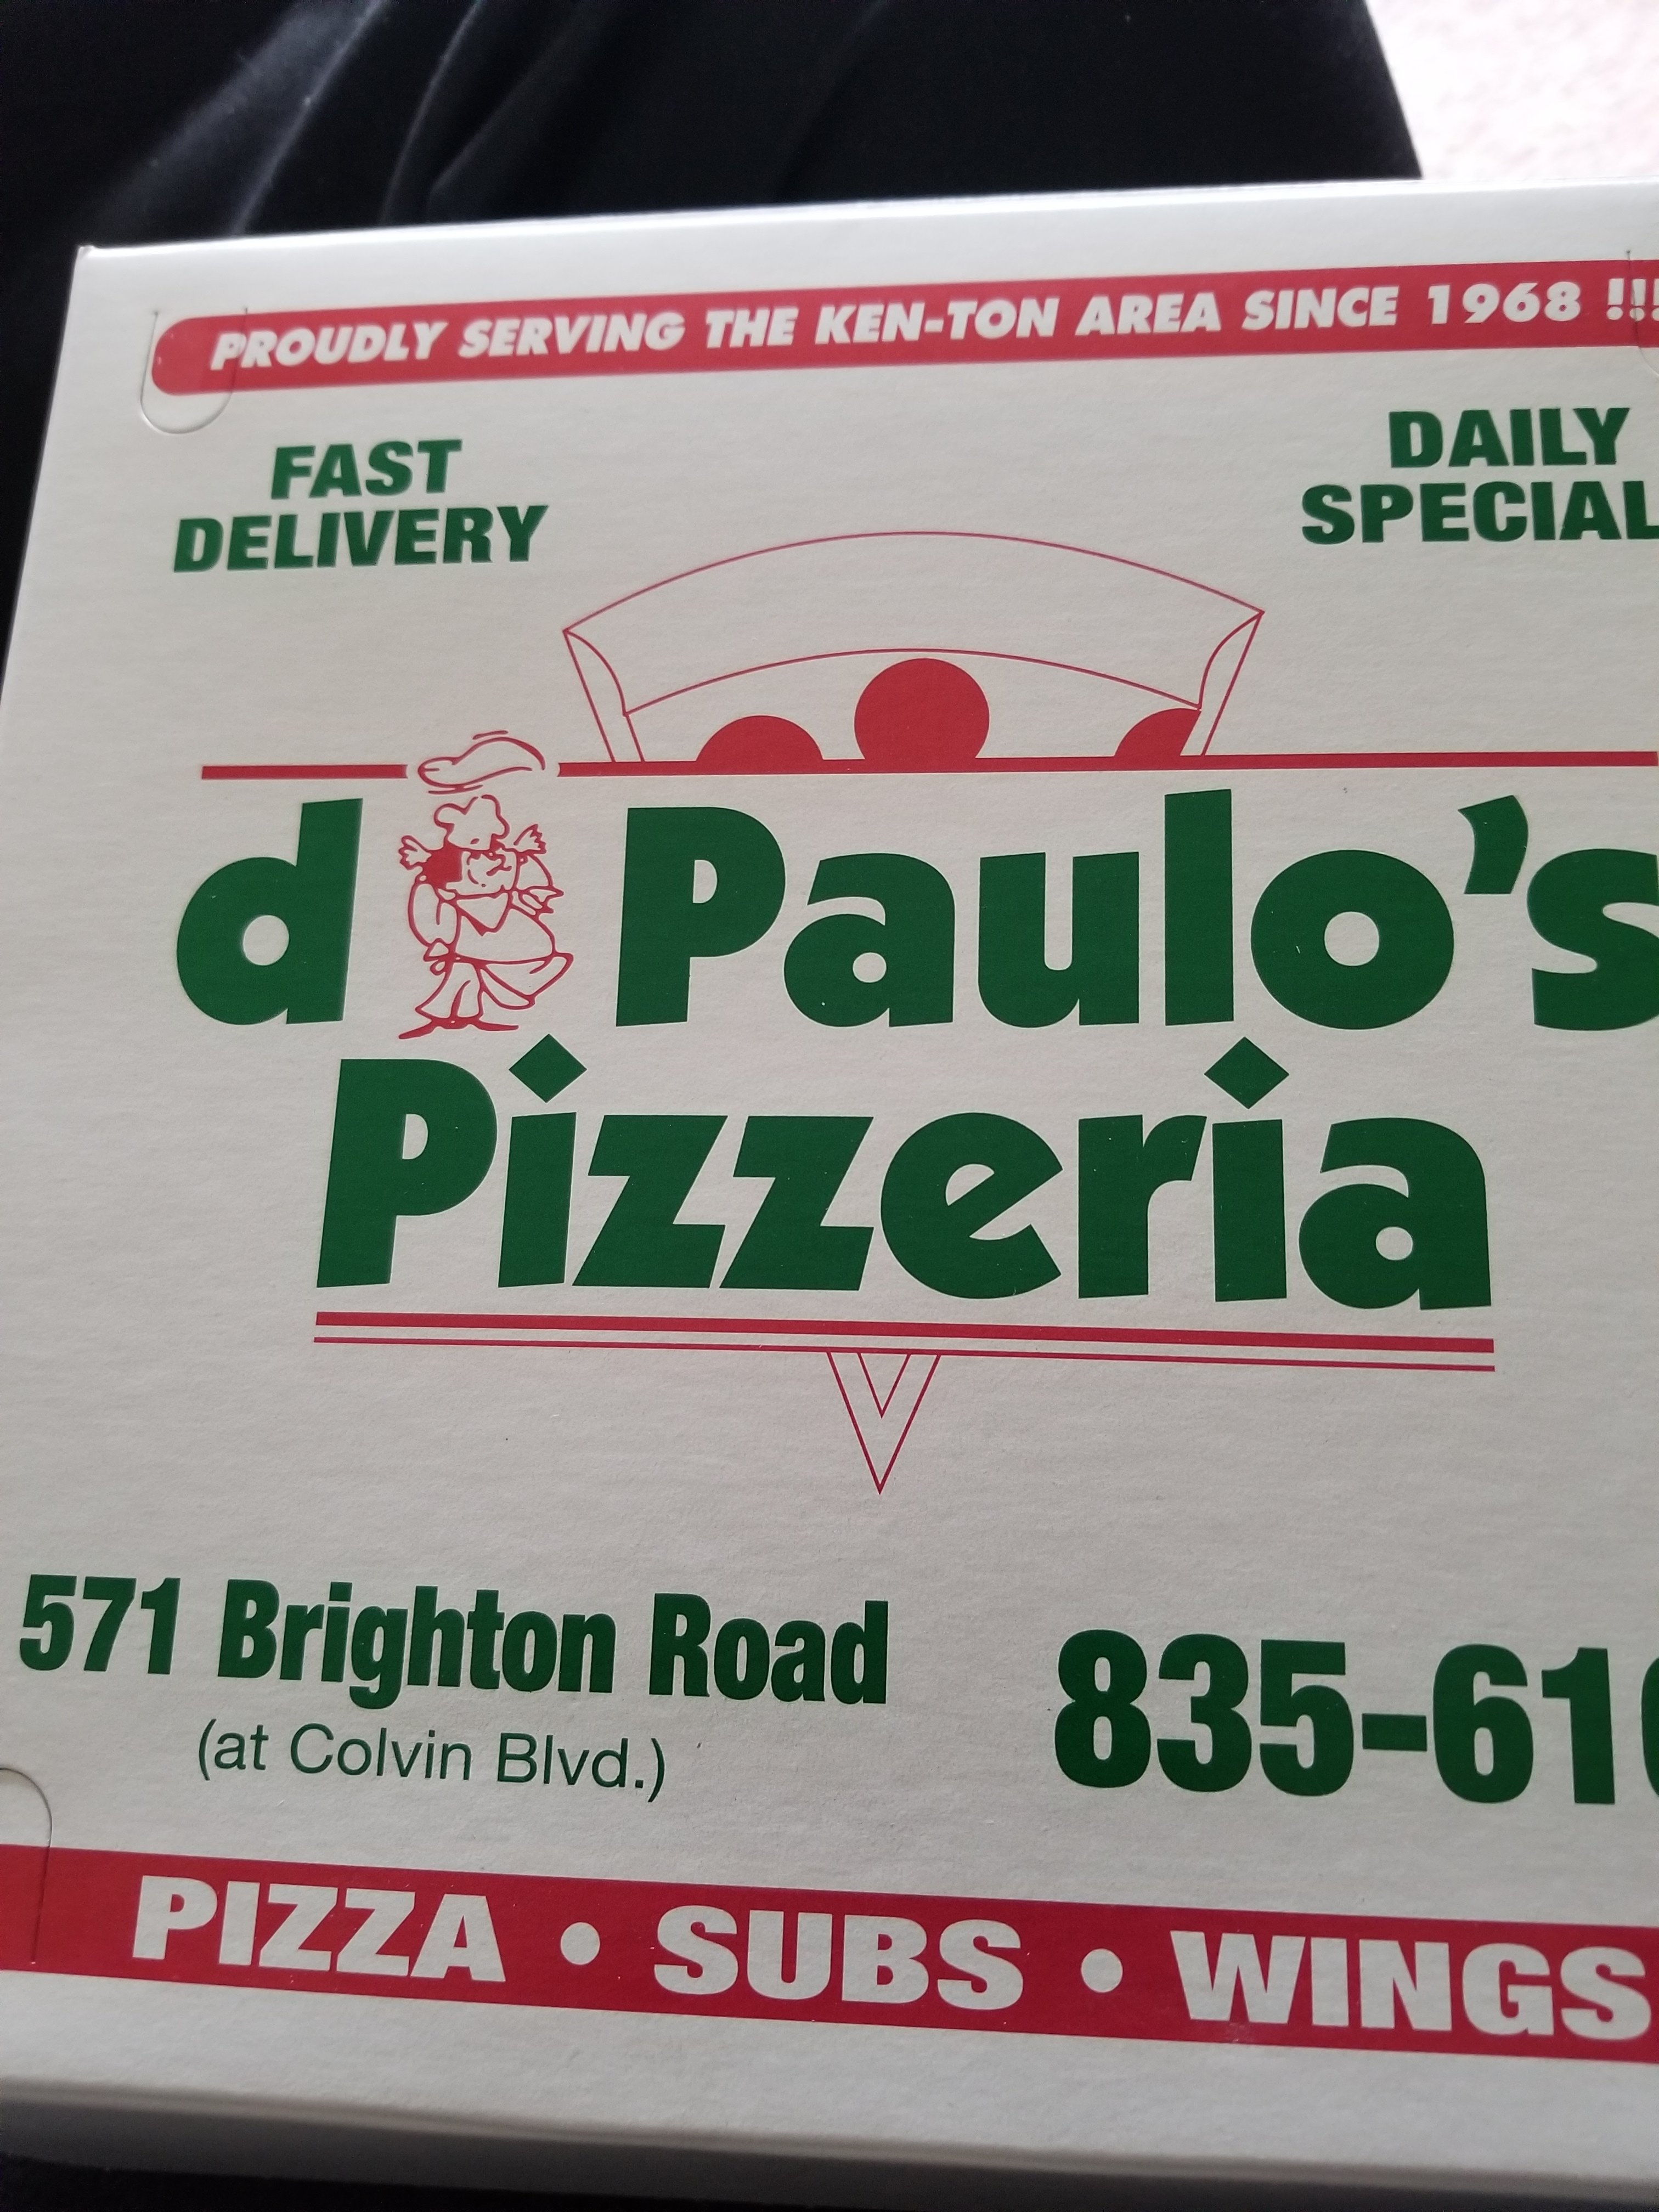 PROUDLY SERVING THE KEN-TON AREA SINCE 1968 !!!
FAST
DELIVERY
DAILY
SPECIAL
d Paulo's
Pizzeria
571 Brighton Road
(at Colvin Blvd.)
835-61
PIZZA • SUBS • WINGS